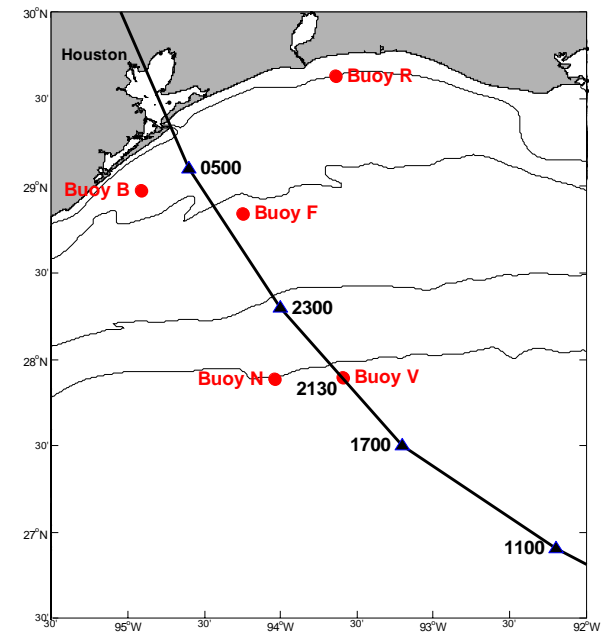 30°N
Houston
Buoy R
30'
0500
29°N
Buoy B
Buoy F
30'
2300
28°N
Buoy N
Buoy V
2130
30'
1700
27°N
1100
30'
95°W
30'
94°W
30'
93°W
30'
92°W